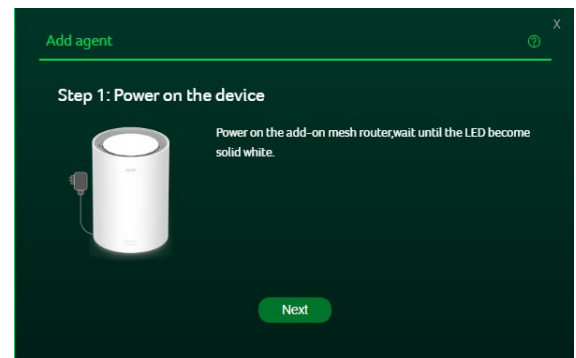 X
Add agent
Step 1: Power on the device
Power on the add-on mesh router,wait until the LED become
solid white.
Next